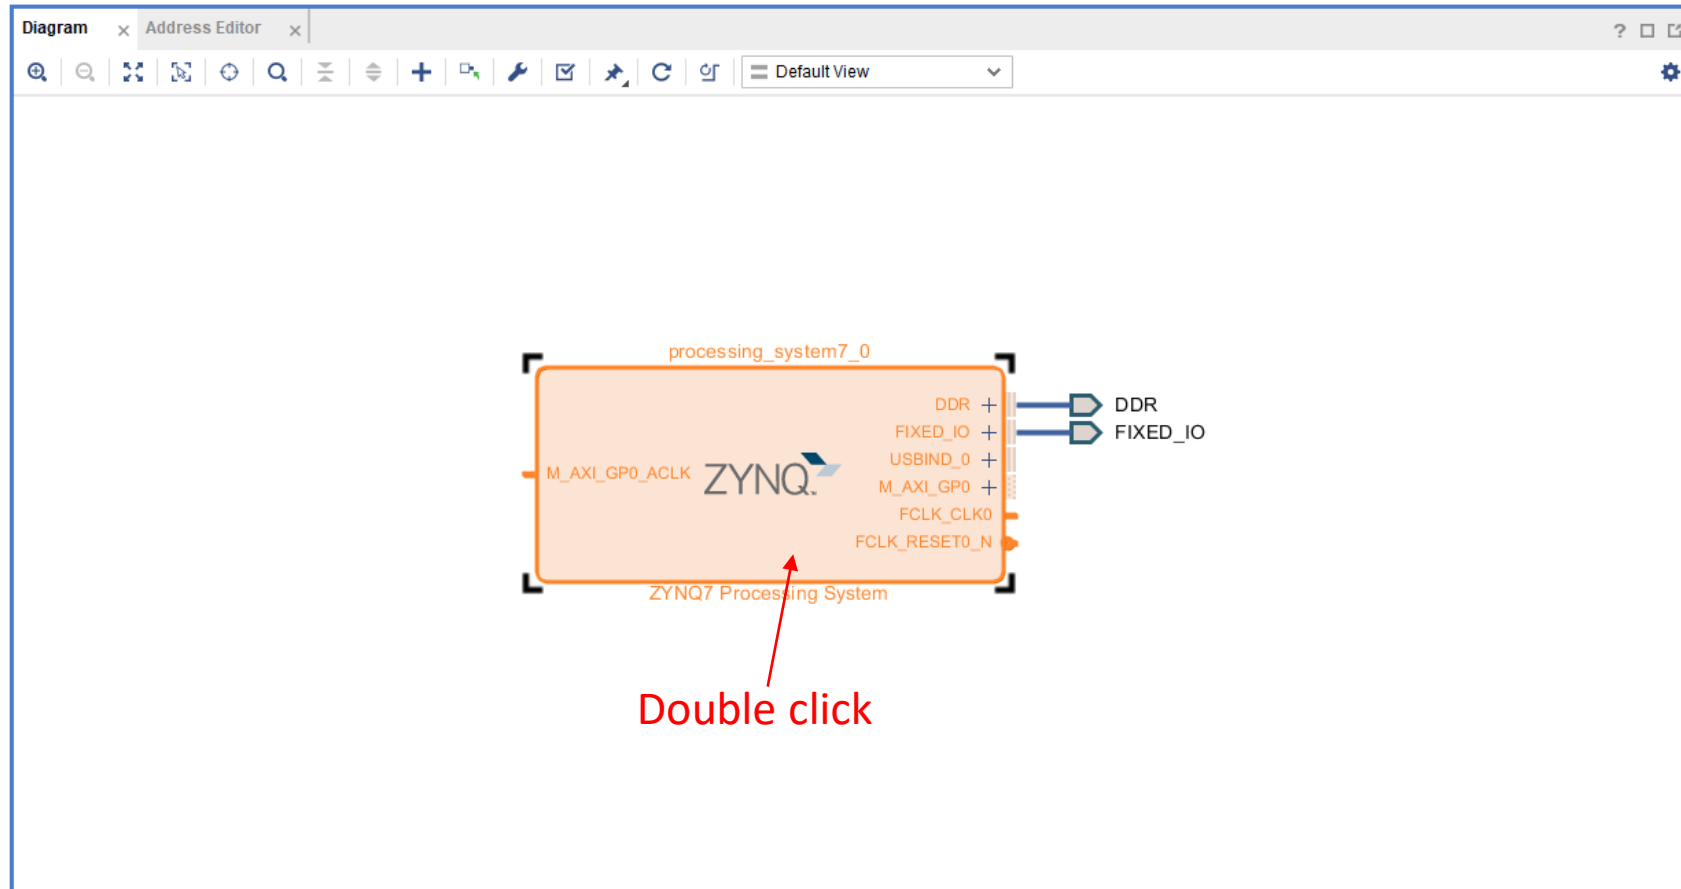 Diagram
Address Editor
Default View
processing_system7_0
DDR
DDR
FIXED_IO
FIXED_IO
USBIND_0
M_AXI_GP0_ACLK
ZYNQ
M_AXI_GP0
FCLK_CLK0
FCLK_RESET0_N
ZYNQ7 Processing System
Double click